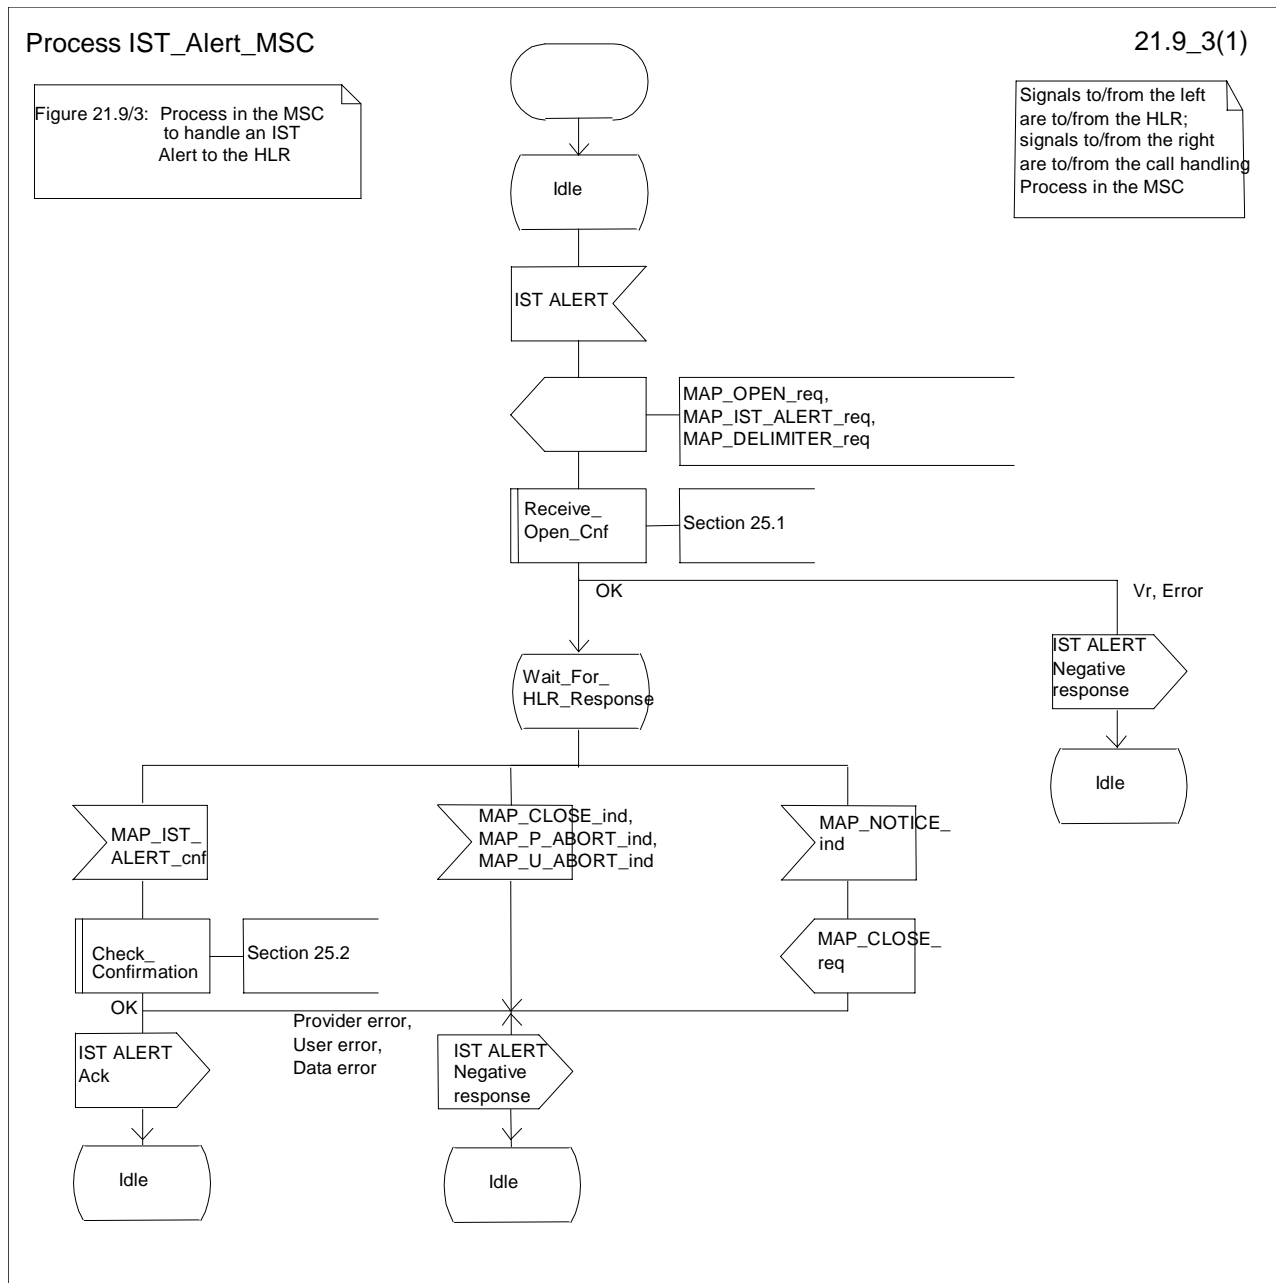 Process IST_Alert_MSC
21.9_3(1)
Figure 21.9/3: Process in the MSC
to handle an IST
Alert to the HLR
Signals to/from the left
are to/from the HLR;
signals to/from the right
are to/from the call handling
Process in the MSC
Idle
IST ALERT
MAP_OPEN_req,
MAP_IST_ALERT_req,
MAP_DELIMITER_req
Receive_
Open_Cnf
Section 25.1
OK
Vr, Error
IST ALERT
Negative
response
Wait_For_
HLR_Response
Idle
MAP_IST_
ALERT_cnf
MAP_CLOSE_ind,
MAP_P_ABORT_ind,
MAP_U_ABORT_ind
MAP_NOTICE_
ind
Check_
Confirmation
Section 25.2
MAP_CLOSE_
req
OK
Provider error,
User error,
Data error
IST ALERT
Ack
IST ALERT
Negative
response
Idle
Idle